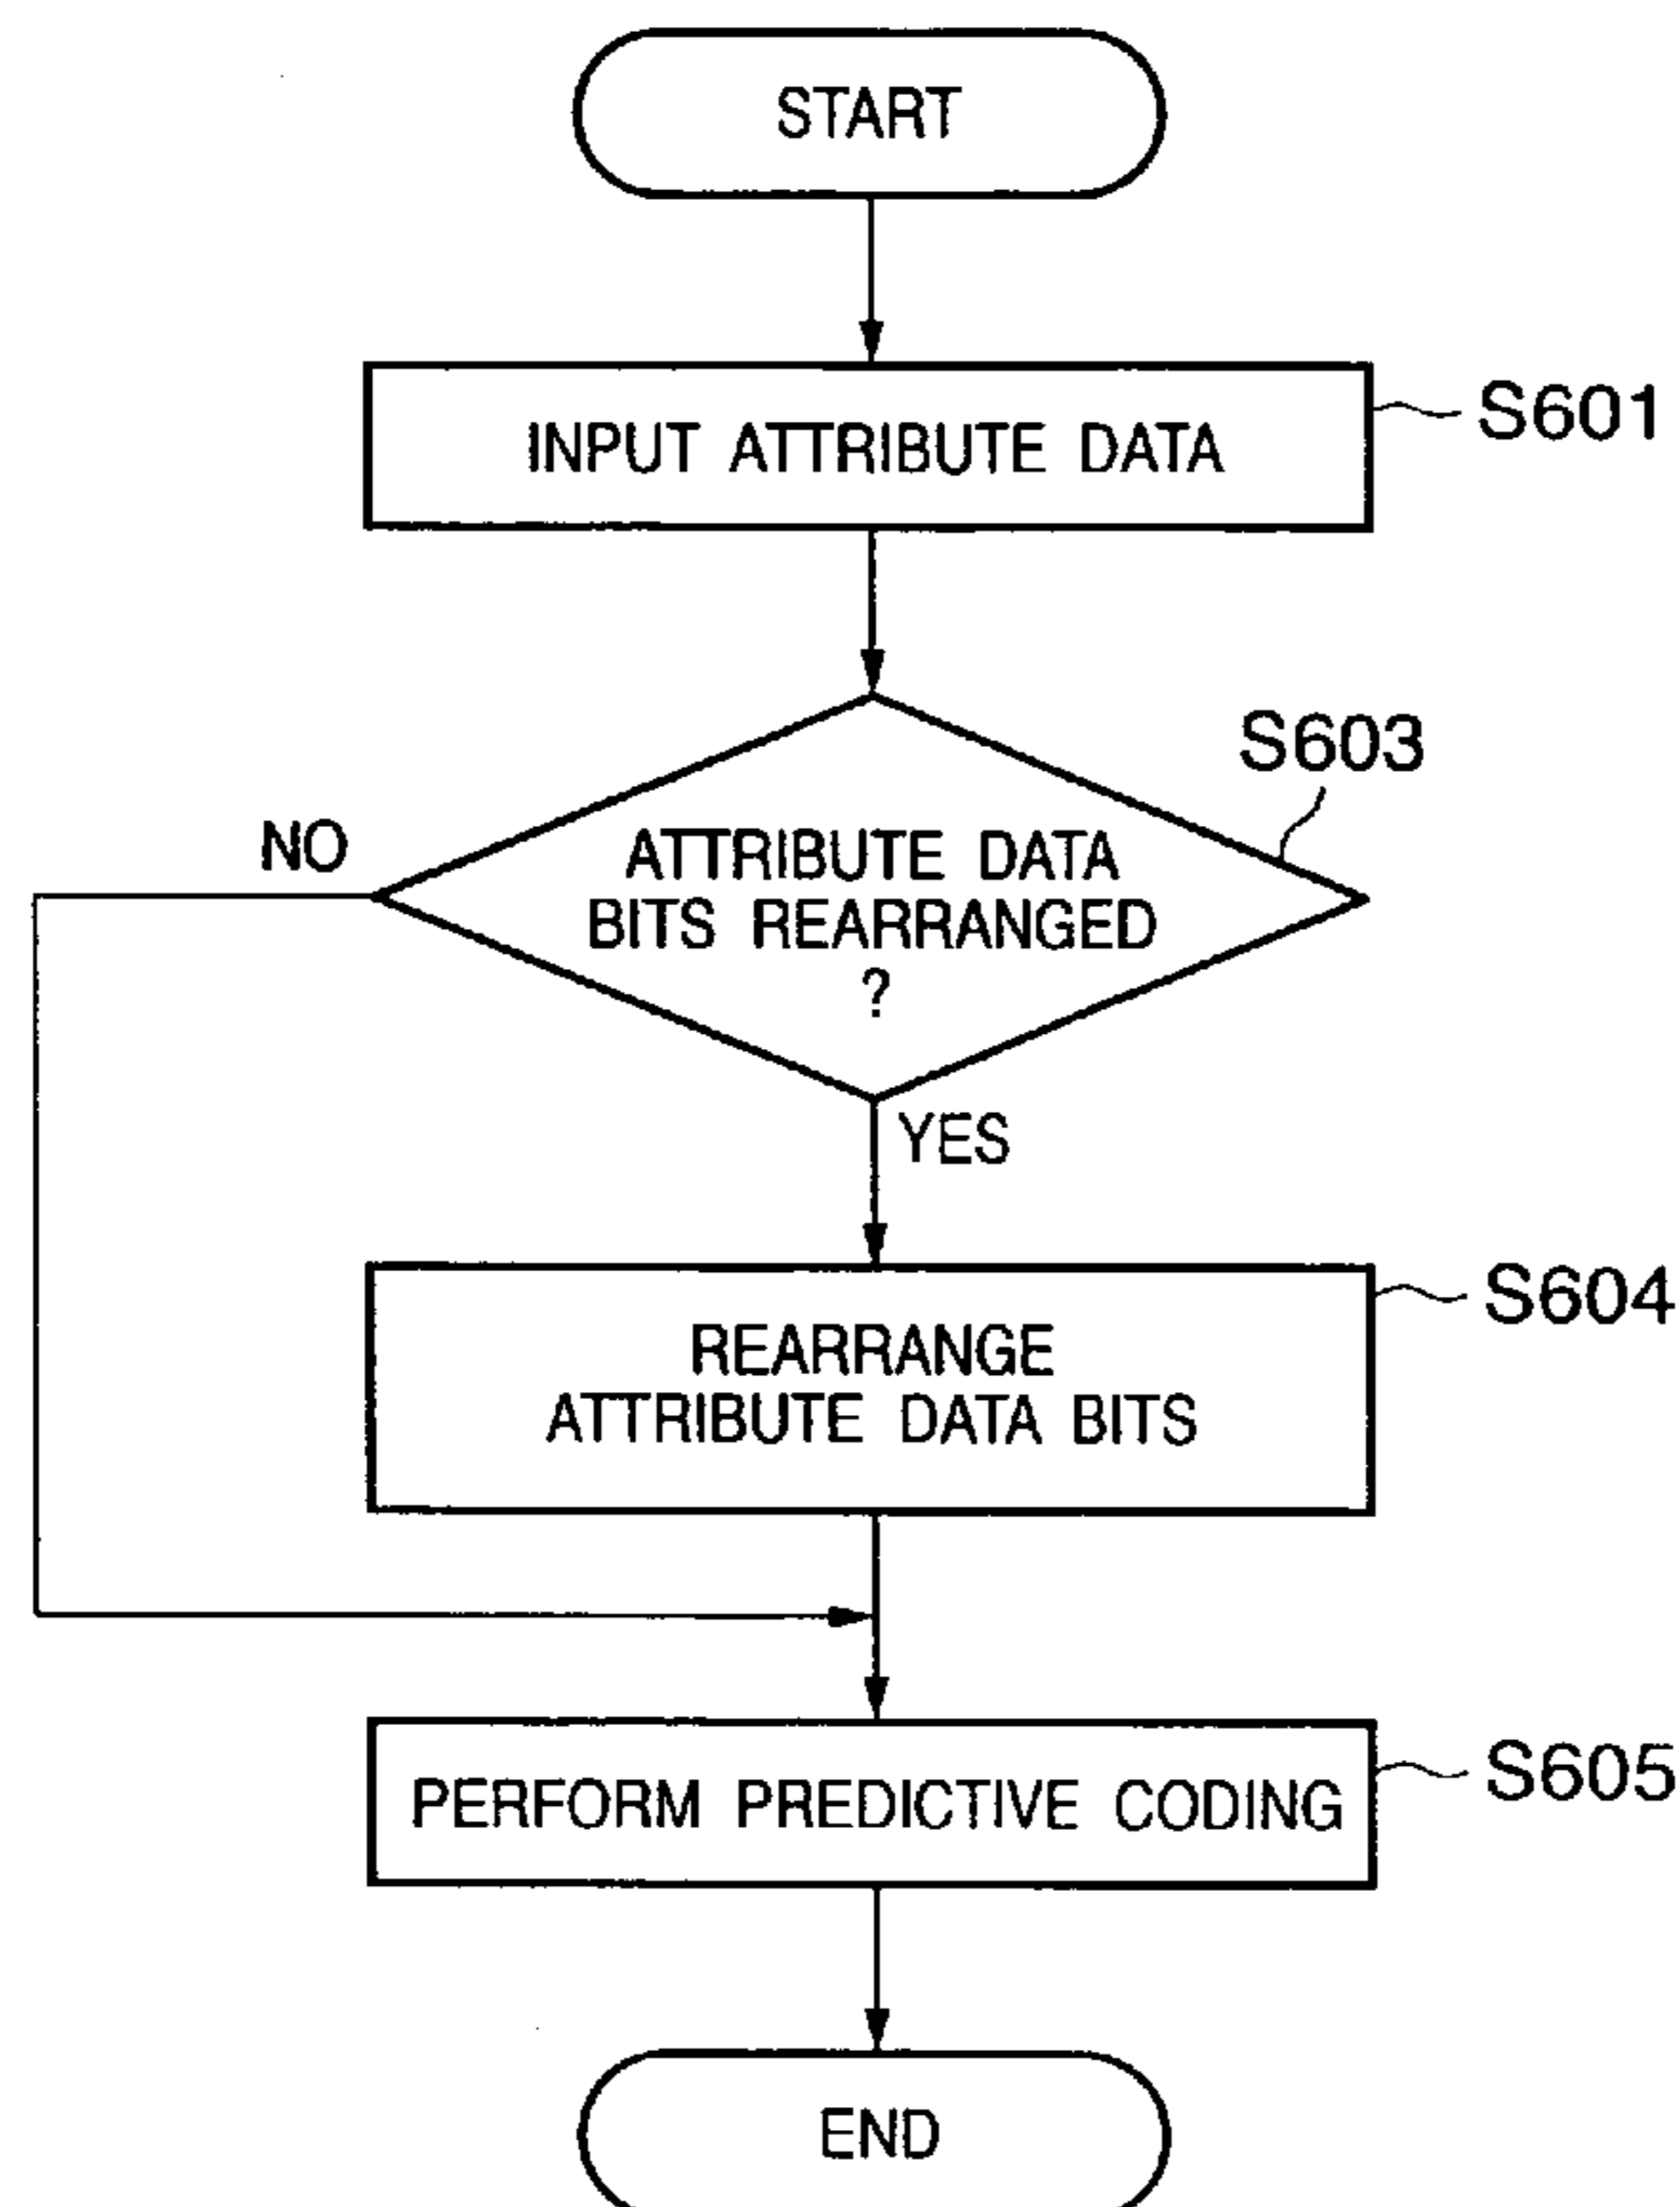 START
INPUT ATTRIBUTE DATA
S601
S603
NO
ATTRIBUTE DATA
BITS REARRANGED
?
YES
S604
REARRANGE
ATTRIBUTE DATA BITS
PERFORM PREDICTIVE CODING
S605
END